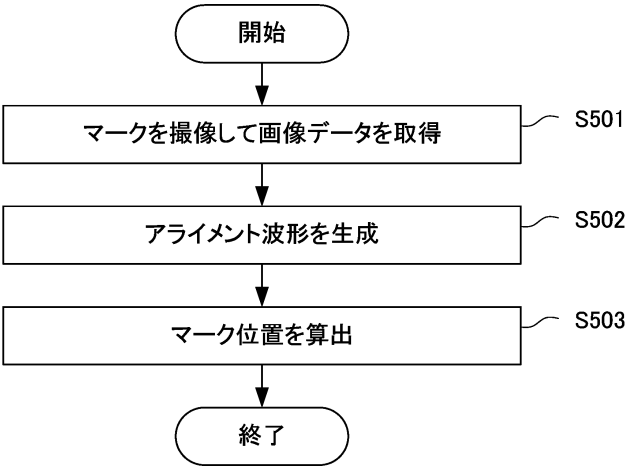 開始
マークを撮像して画像データを取得
S501
アライメント波形を生成
S502
マーク位置を算出
S503
終了